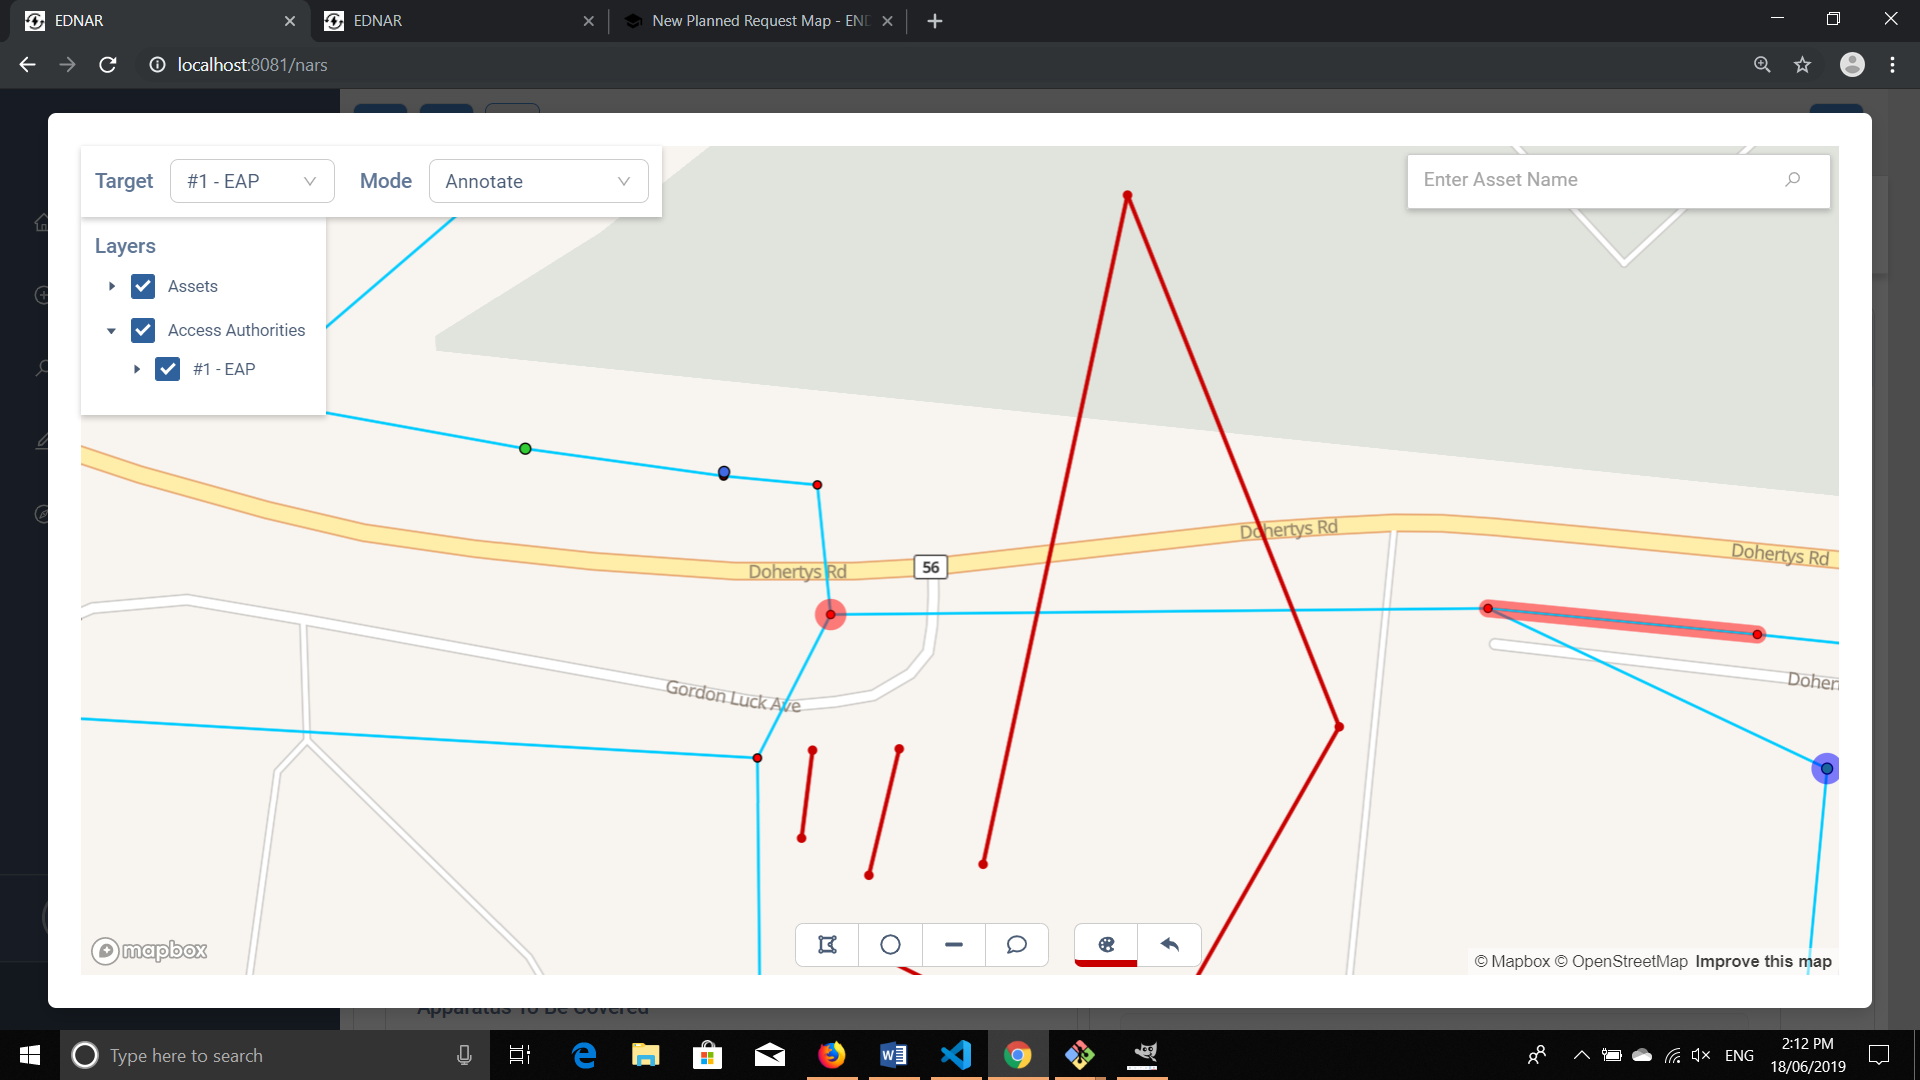 EDNAR
EDNAR
New Planned Request Map - END
localhost:8081/nars
Target
#1 - EAP
Mode
Annotate
Enter Asset Name
Layers
Assets
Access Authorities
#1 - EAP
Dohertys Rd
Dohertys Rd
Dohertys Rd
56
Gordon Luck Ave
Doher
mapbox
© Mapbox © OpenStreetMap Improve this map
Apparatus To Be Covered
Type here to search
ENG
2:12 PM
18/06/2019